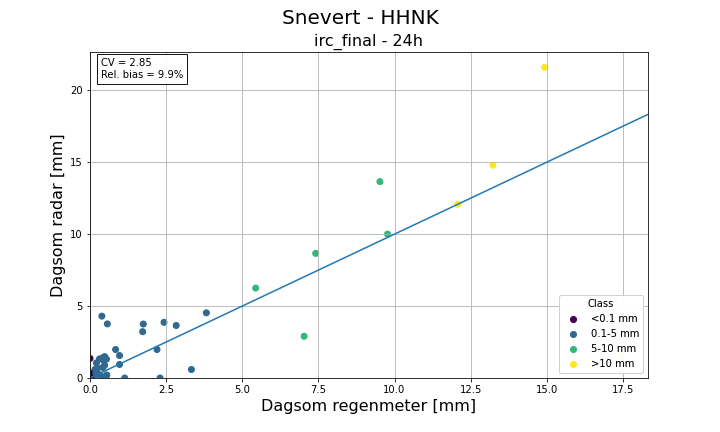 Snevert - HHNK
irc_final - 24h
CV = 2.85
Rel. bias = 9.9%
Dagsom radar [mm]
20
15
10
5
0
0.0 2.5 5.0 7.5 10.0 12.5 15.0 17.5
Dagsom regenmeter [mm]
Class
<0.1 mm
0.1-5 mm
5-10 mm
>10 mm